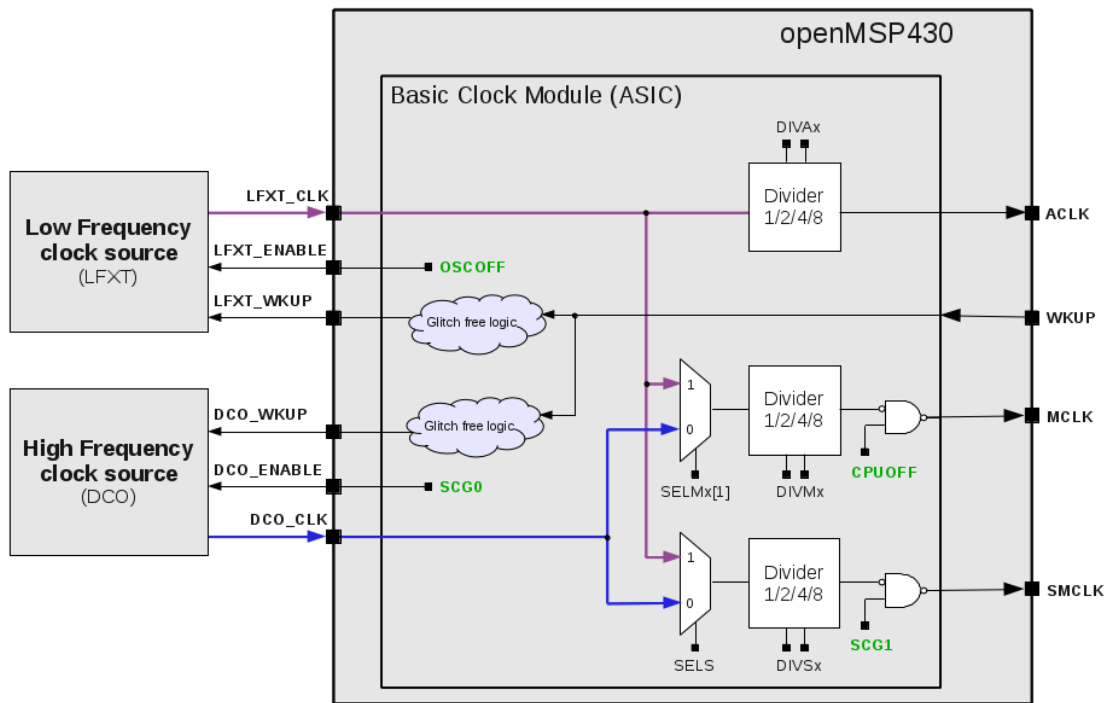 openMSP430
Basic Clock Module (ASIC)
DIVAx
LFXT_CLK
Low Frequency
clock source
(LFXT)
Divider
1/2/4/8
ACLK
LFXT_ENABLE
OSCOFF
LFXT_WKUP
Glitch free logic
WKUP
1
Divider
1/2/4/8
DCO_WKUP
Glitch free logic
0
MCLK
High Frequency
clock source
(DCO)
DCO_ENABLE
SCG0
CPUOFF
SELMx[1]
DIVMx
DCO_CLK
1
Divider
1/2/4/8
0
SMCLK
SCG1
SELS
DIVSx